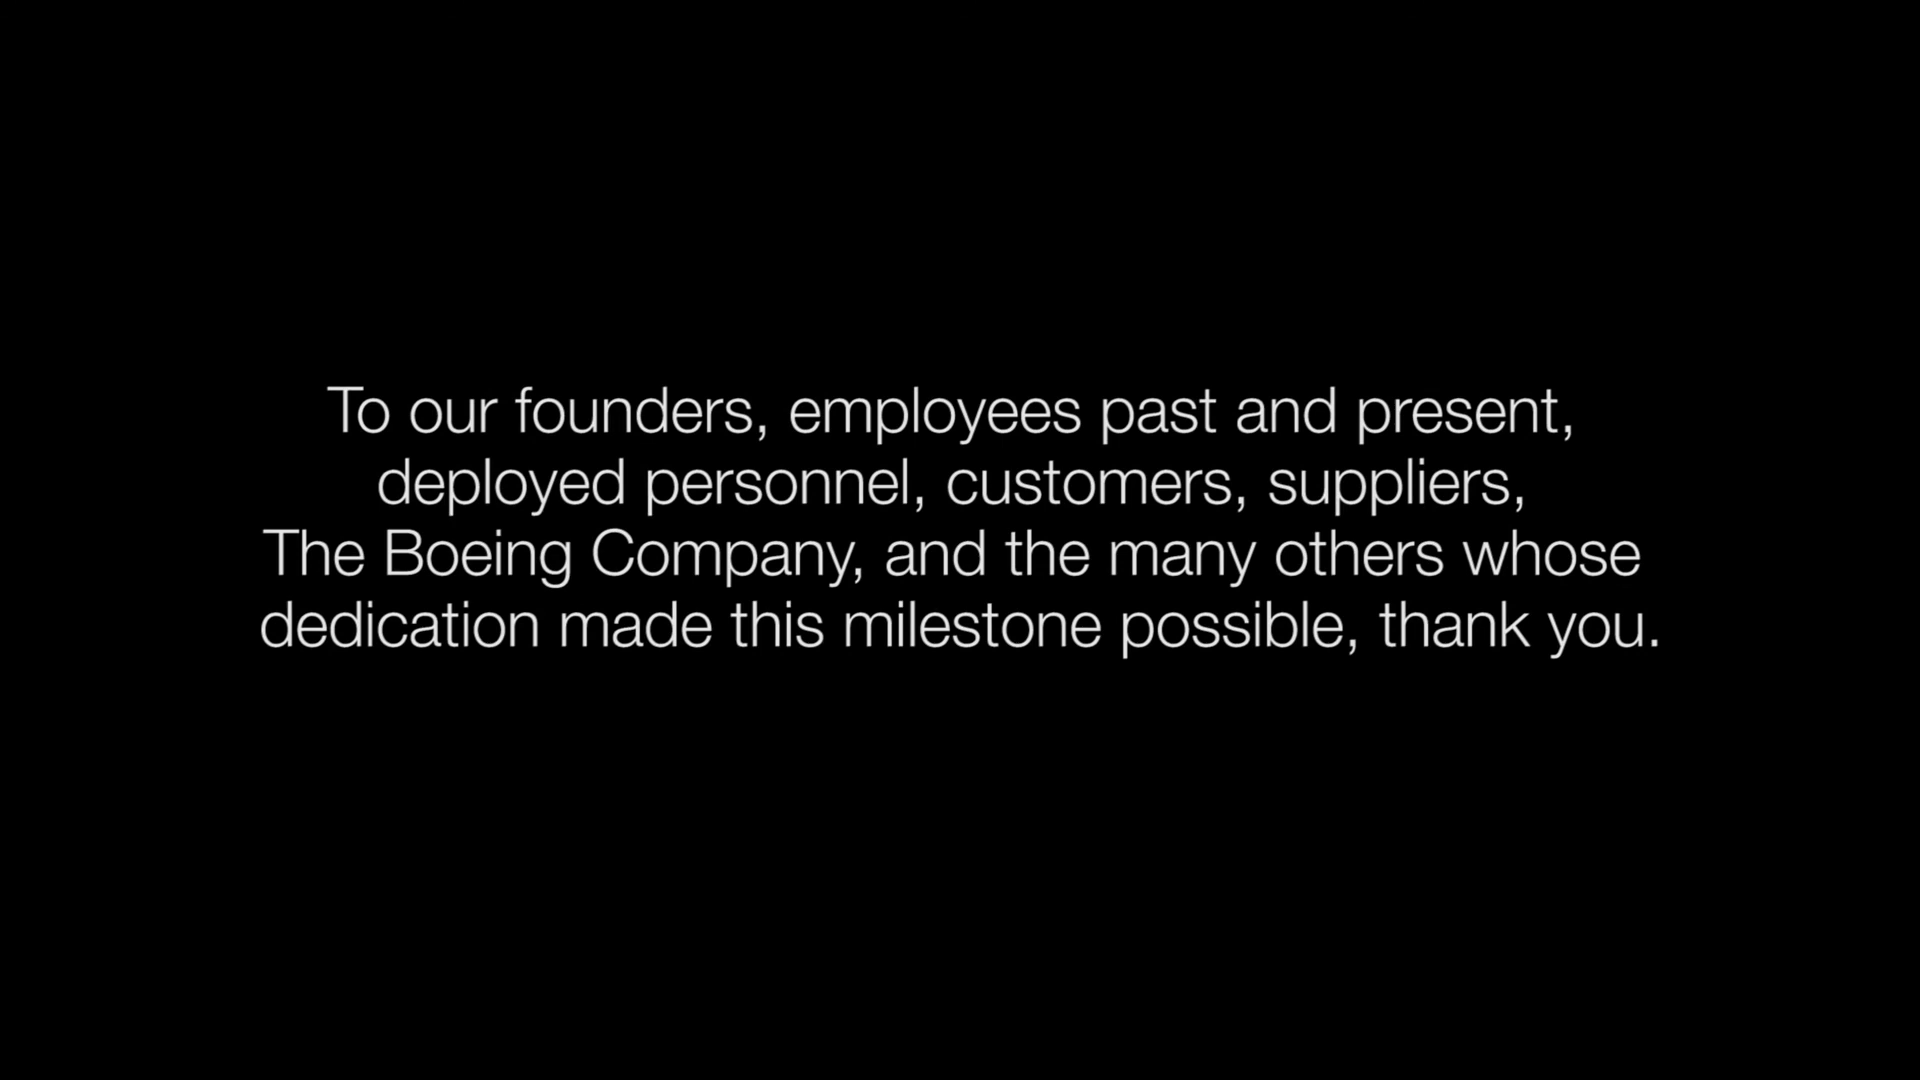 To our founders, employees past and present,
deployed personnel, customers, suppliers,
The Boeing Company, and the many others whose
dedication made this milestone possible, thank you.